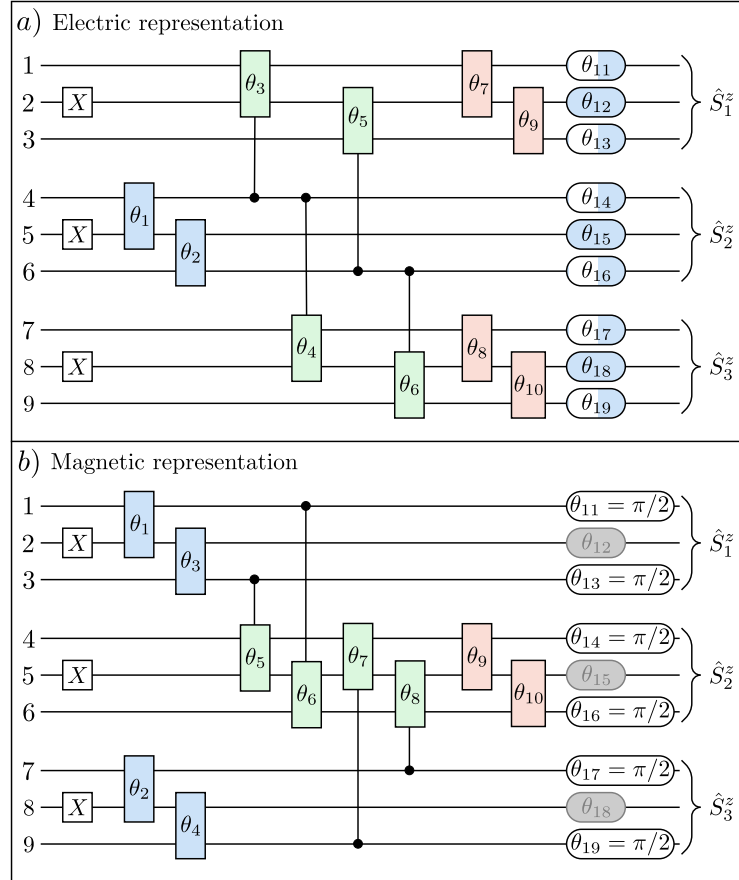 a) Electric representation
1 θ₃ θ₇ θ₁₁
2 X θ₅ θ₉ θ₁₂ Ŝ₁ᶻ
3 θ₁₃
4 θ₁ θ₁₄
5 X θ₂ θ₁₅ Ŝ₂ᶻ
6 θ₁₆
7 θ₄ θ₈ θ₁₇
8 X θ₆ θ₁₀ θ₁₈ Ŝ₃ᶻ
9 θ₁₉
b) Magnetic representation
1 θ₁ θ₁₁ = π/2
2 X θ₃ θ₁₂ Ŝ₁ᶻ
3 θ₁₃ = π/2
4 θ₅ θ₇ θ₉ θ₁₄ = π/2
5 X θ₆ θ₈ θ₁₀ θ₁₅ Ŝ₂ᶻ
6 θ₁₆ = π/2
7 θ₂ θ₁₇ = π/2
8 X θ₄ θ₁₈ Ŝ₃ᶻ
9 θ₁₉ = π/2